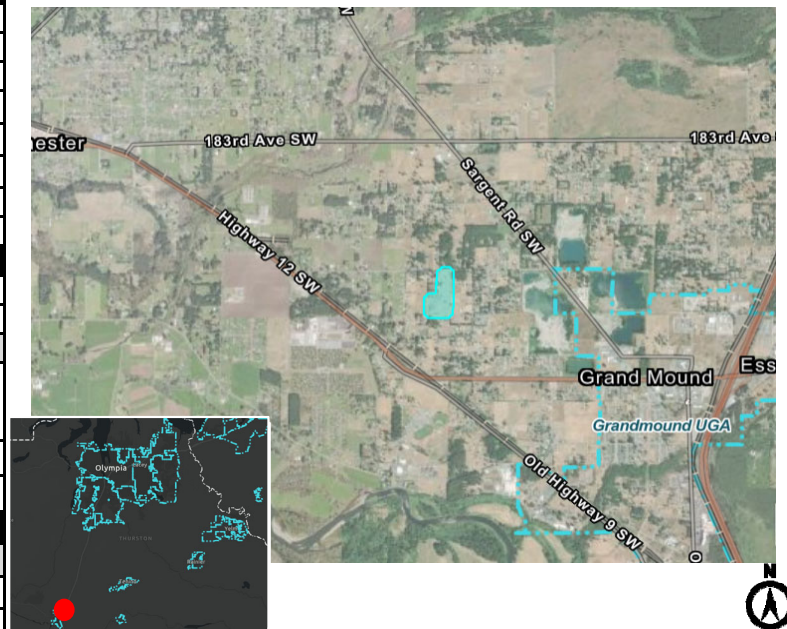 N
183rd Ave SW
183rd Ave
ester
Sargent Rd SW
Highway 12 SW
Grand Mound
Ess
Grandmound UGA
Old Highway 9 SW
O
Olympia
THURSTON
N